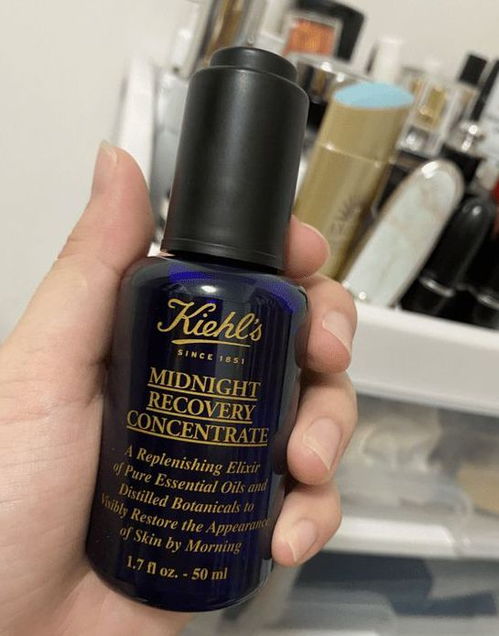 Kiehl's
SINCE 1851
MIDNIGHT
RECOVERY
CONCENTRATE
A Replenishing Elixir
of Pure Essential Oils and
Distilled Botanicals to
Visibly Restore the Appearance
of Skin by Morning
1.7 fl oz. - 50 ml